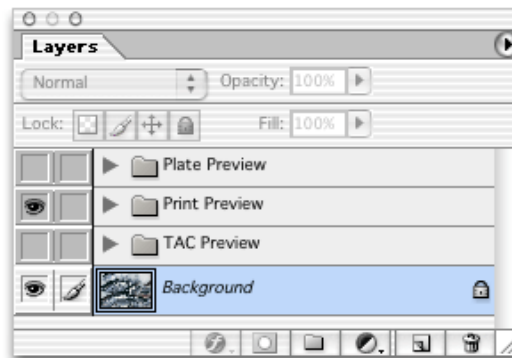 Layers
Normal Opacity: 100%
Lock: Fill: 100%
Plate Preview
Print Preview
TAC Preview
Background